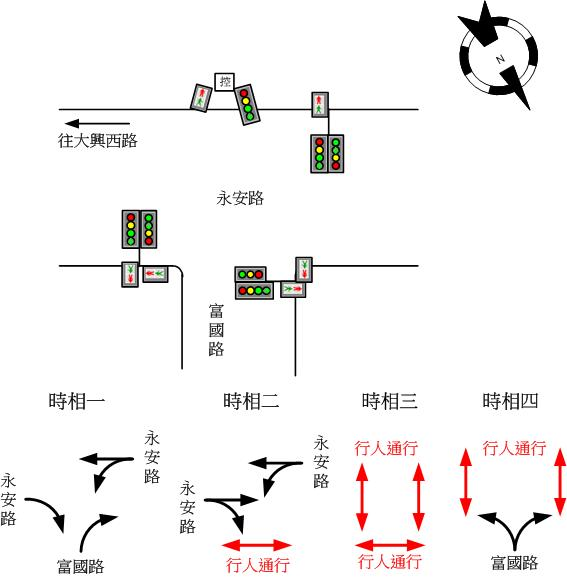 控
N
往大興西路
永安路
富國路
時相一
時相二
時相三
時相四
永安路
永安路
富國路
永安路
永安路
行人通行
行人通行
行人通行
行人通行
富國路